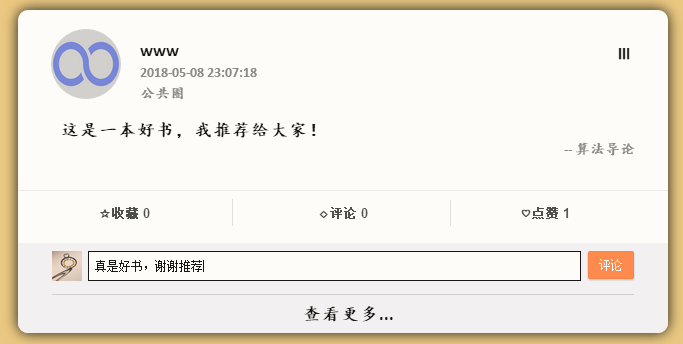 www
2018-05-08 23:07:18
公共圈
这是一本好书，我推荐给大家！
--算法导论
☆收藏 0
◇评论 0
♡点赞 1
真是好书，谢谢推荐
评论
查看更多...